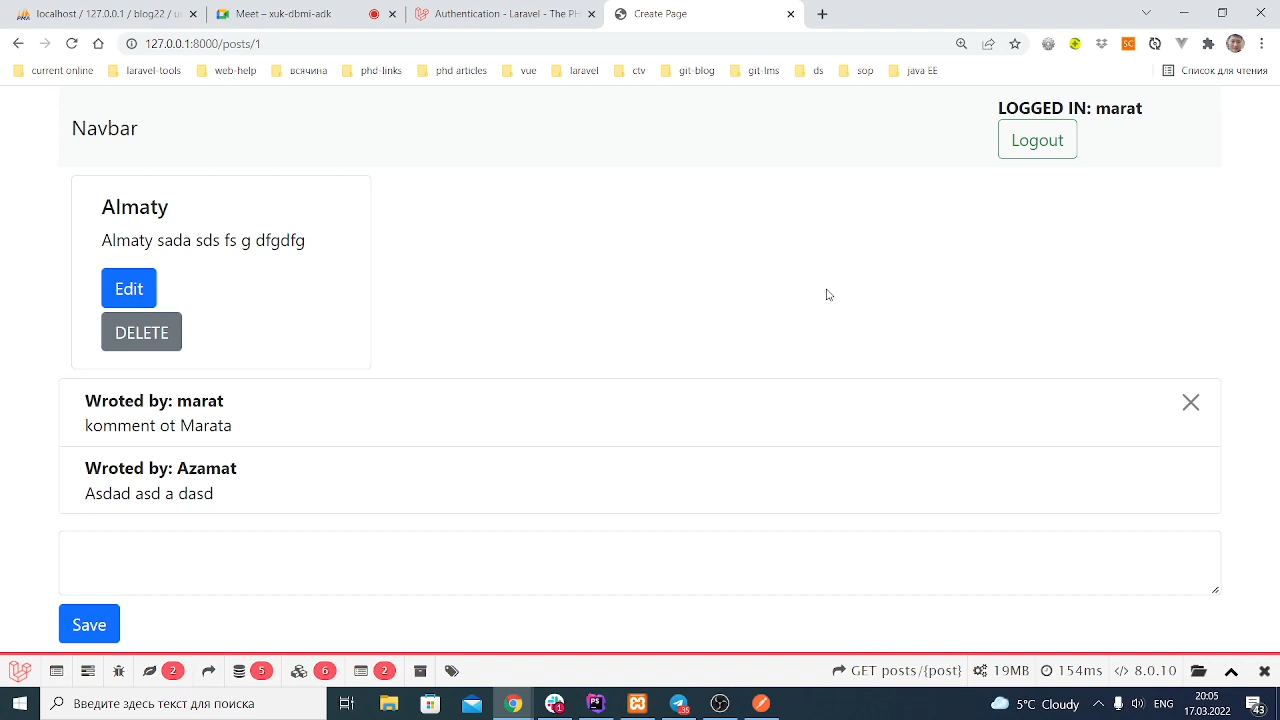 127.0.0.1 / blog22 / u
Meet – xuk-dbmi-adk
Authentication - Laravel - The PH
Create Page
127.0.0.1:8000/posts/1
current online
laravel-tools
web-help
всячина
phd-links
phd articles
vue
laravel
ctv
git-blog
git-lms
ds
sop
java EE
Список для чтения
Navbar
LOGGED IN: marat
Logout
Almaty
Almaty sada sds fs g dfgdfg
Edit
DELETE
Wroted by: marat
komment ot Marata
Wroted by: Azamat
Asdad asd a dasd
Save
2
5
6
2
GET posts/{post}
19MB
154ms
8.0.10
Введите здесь текст для поиска
5°C Cloudy
ENG
20:05
17.03.2022